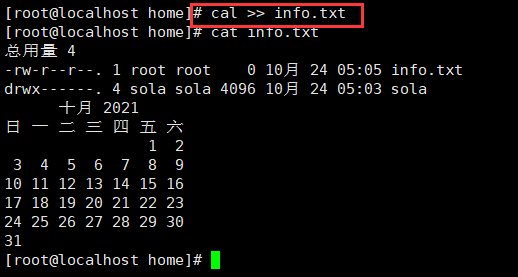 [root@localhost home]# cal >> info.txt
[root@localhost home]# cat info.txt
总用量 4
-rw-r--r--. 1 root root    0 10月 24 05:05 info.txt
drwx------. 4 sola sola 4096 10月 24 05:03 sola
      十月 2021
日 一 二 三 四 五 六
                1  2
 3  4  5  6  7  8  9
10 11 12 13 14 15 16
17 18 19 20 21 22 23
24 25 26 27 28 29 30
31
[root@localhost home]#